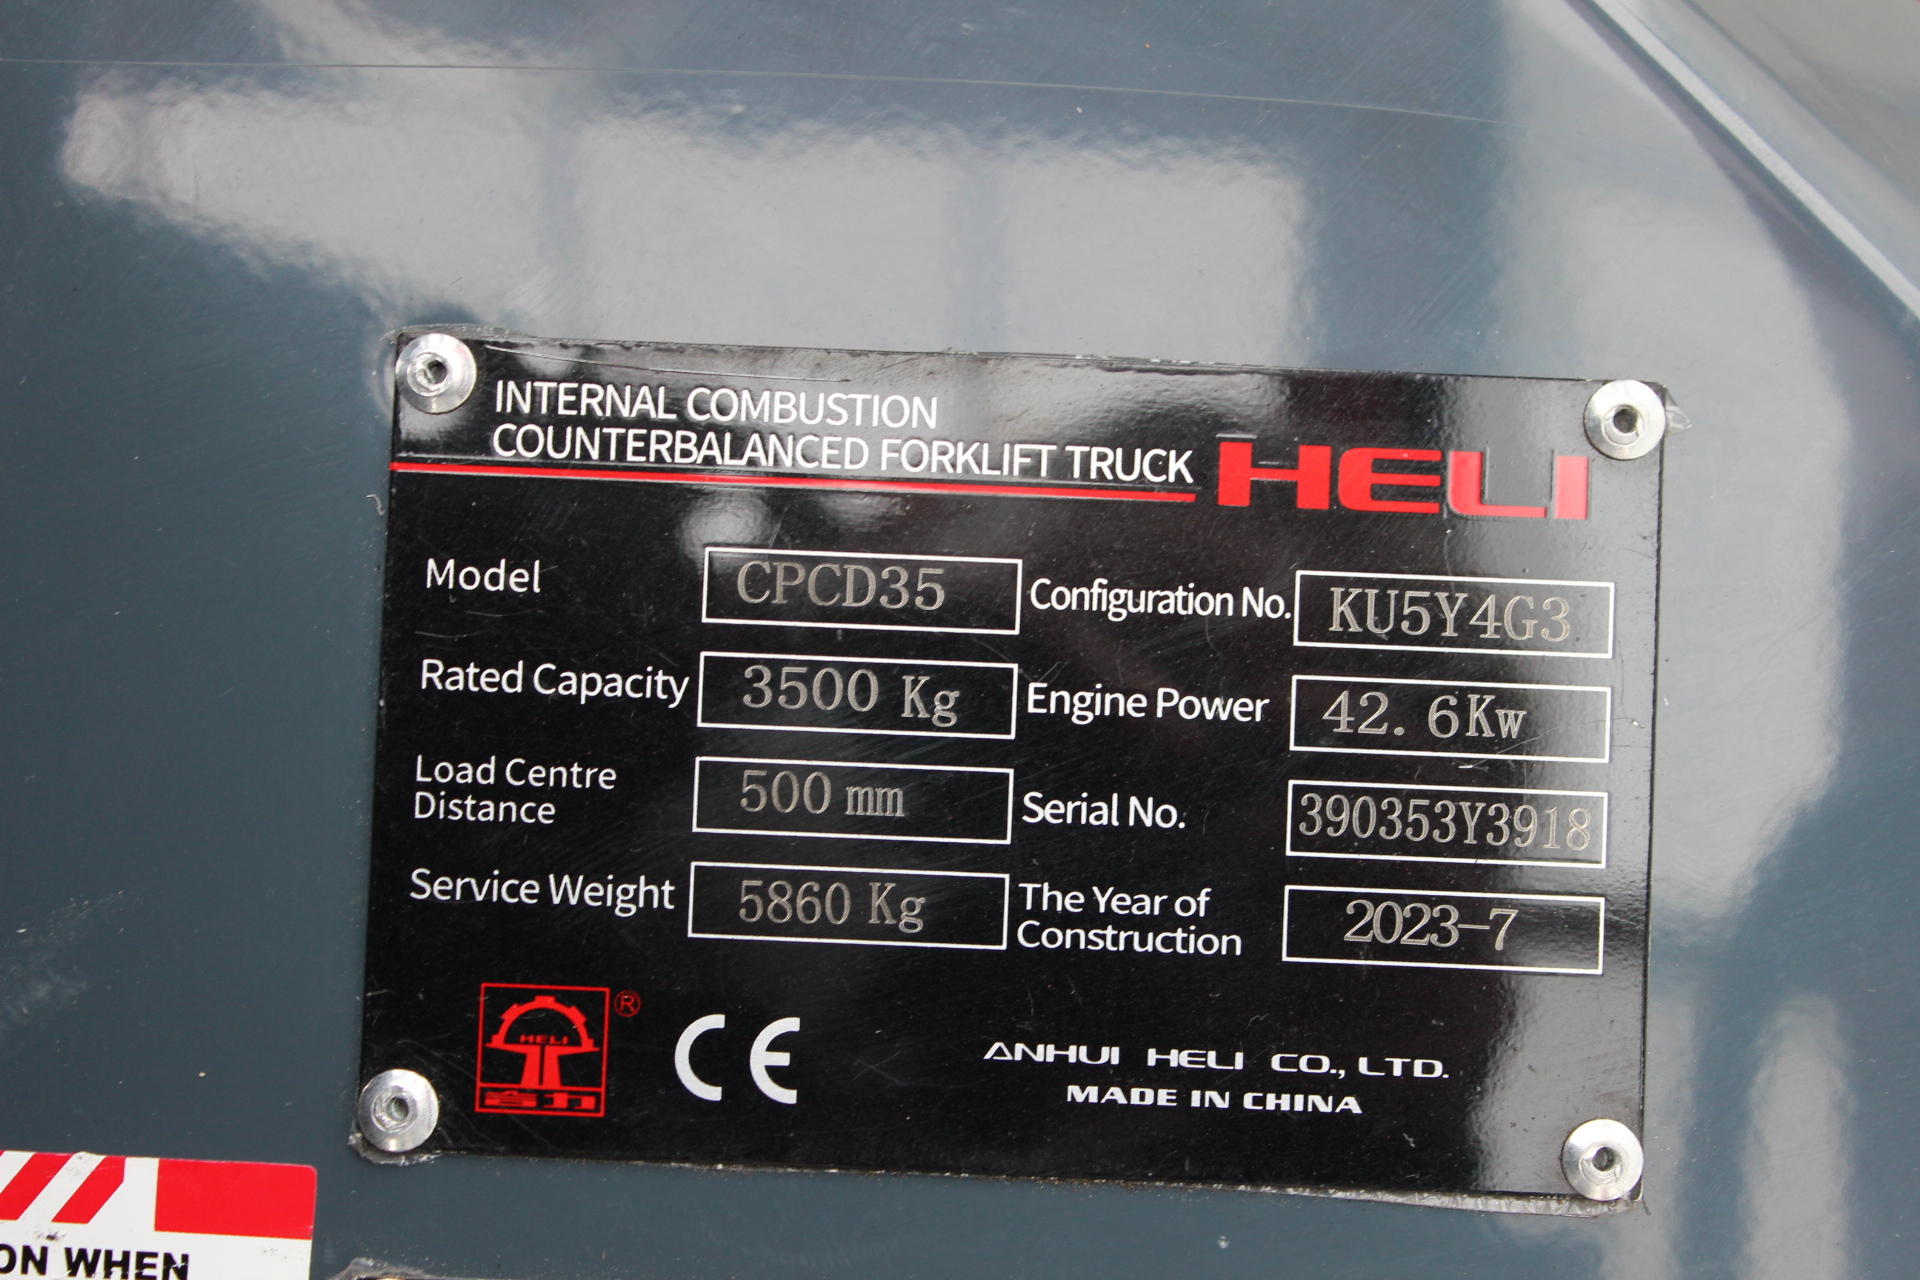 INTERNAL COMBUSTION
COUNTERBALANCED FORKLIFT TRUCK HELI
Model CPCD35 Configuration No. KU5Y4G3
Rated Capacity 3500 Kg Engine Power 42.6Kw
Load Centre
Distance 500 mm Serial No. 390353Y3918
Service Weight 5860 Kg The Year of
Construction 2023-7
HELI ®
合力
CE
ANHUI HELI CO., LTD.
MADE IN CHINA
ON WHEN